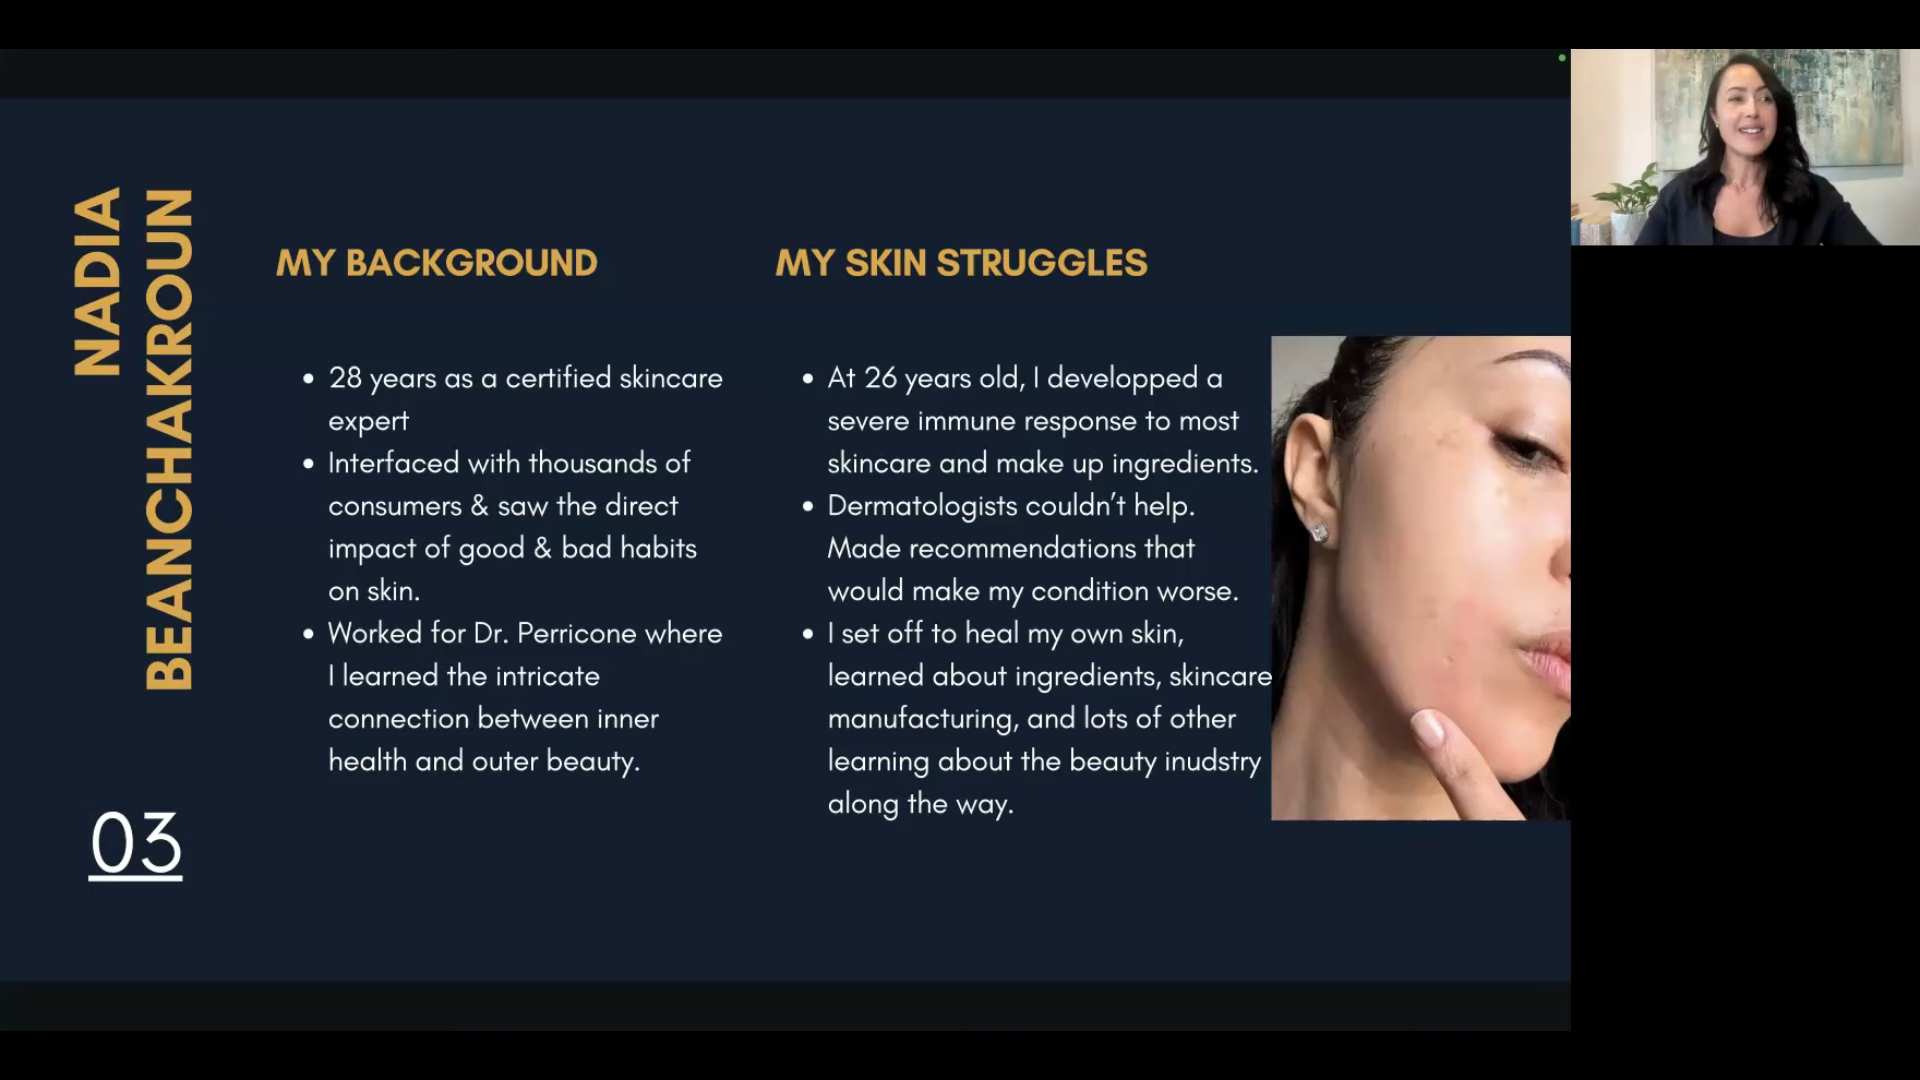 NADIA
BEANCHAKROUN
MY BACKGROUND
28 years as a certified skincare
expert
Interfaced with thousands of
consumers & saw the direct
impact of good & bad habits
on skin.
Worked for Dr. Perricone where
I learned the intricate
connection between inner
health and outer beauty.
MY SKIN STRUGGLES
At 26 years old, I developped a
severe immune response to most
skincare and make up ingredients.
Dermatologists couldn’t help.
Made recommendations that
would make my condition worse.
I set off to heal my own skin,
learned about ingredients, skincare
manufacturing, and lots of other
learning about the beauty inudstry
along the way.
03